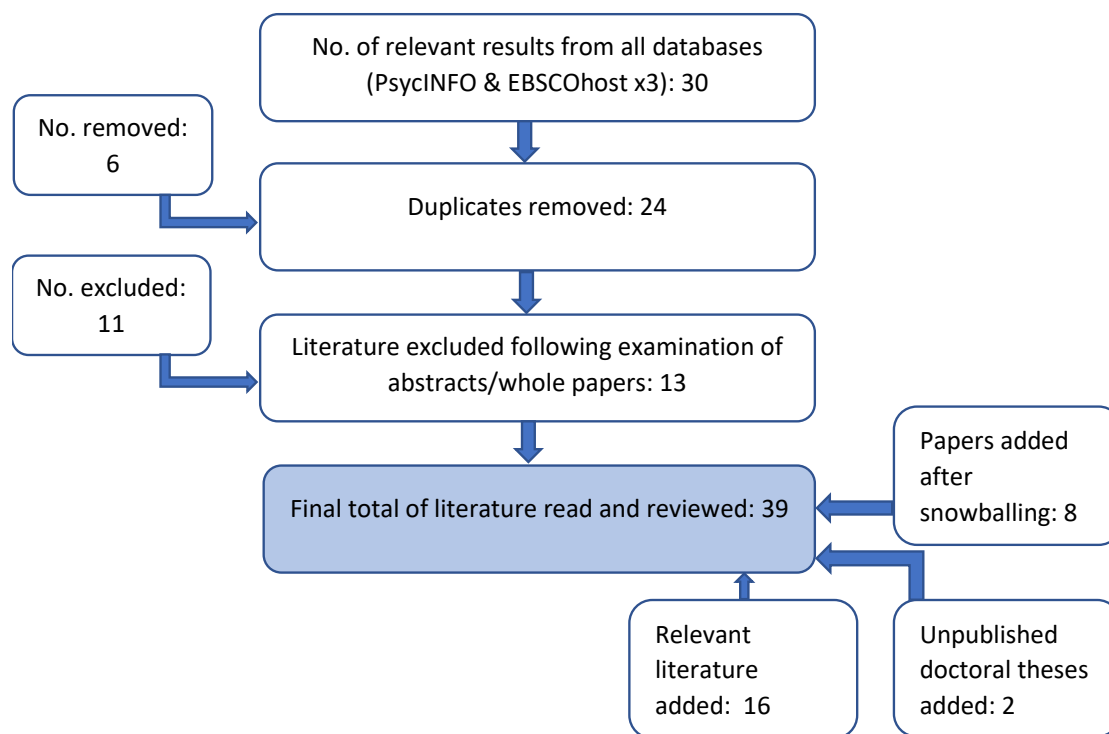 No. of relevant results from all databases
(PsycINFO & EBSCOhost x3): 30
No. removed:
6
Duplicates removed: 24
No. excluded:
11
Literature excluded following examination of
abstracts/whole papers: 13
Final total of literature read and reviewed: 39
Papers added
after
snowballing: 8
Relevant
literature
added:  16
Unpublished
doctoral theses
added: 2